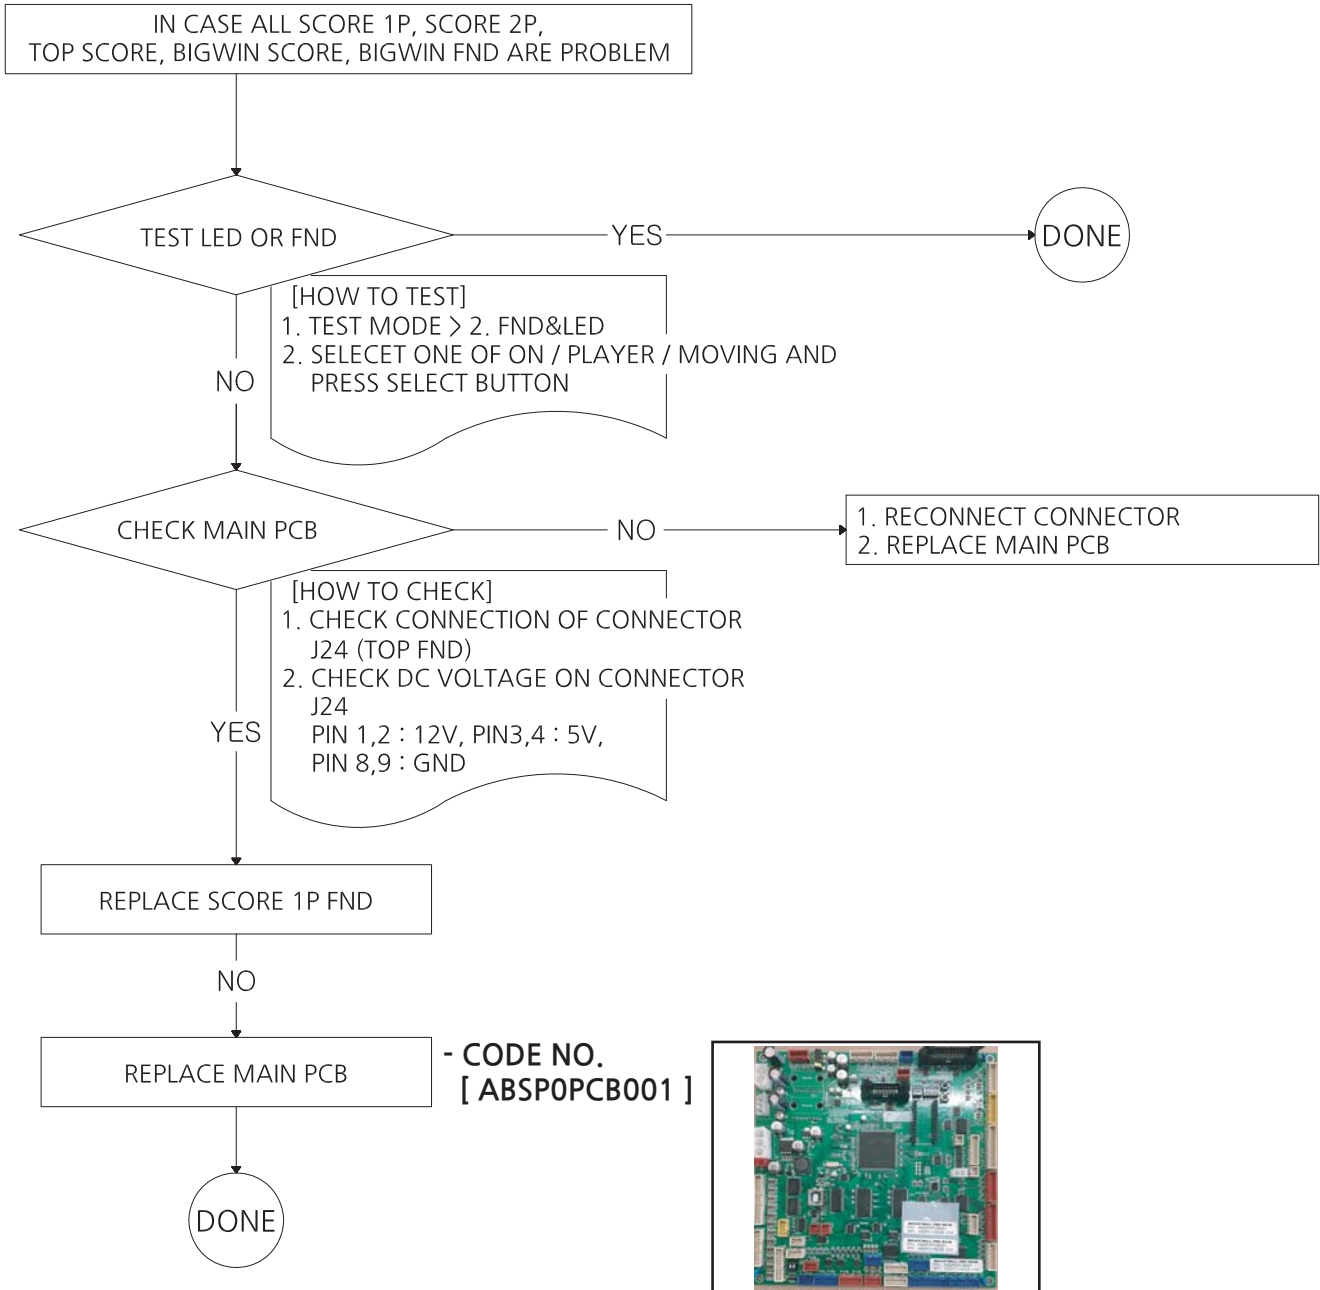 IN CASE ALL SCORE 1P, SCORE 2P,
TOP SCORE, BIGWIN SCORE, BIGWIN FND ARE PROBLEM
TEST LED OR FND
YES
DONE
[HOW TO TEST]
1. TEST MODE > 2. FND&LED
2. SELECET ONE OF ON / PLAYER / MOVING AND
PRESS SELECT BUTTON
NO
CHECK MAIN PCB
NO
1. RECONNECT CONNECTOR
2. REPLACE MAIN PCB
[HOW TO CHECK]
1. CHECK CONNECTION OF CONNECTOR
J24 (TOP FND)
2. CHECK DC VOLTAGE ON CONNECTOR
J24
PIN 1,2 : 12V, PIN3,4 : 5V,
PIN 8,9 : GND
YES
REPLACE SCORE 1P FND
NO
REPLACE MAIN PCB
- CODE NO.
[ ABSP0PCB001 ]
DONE